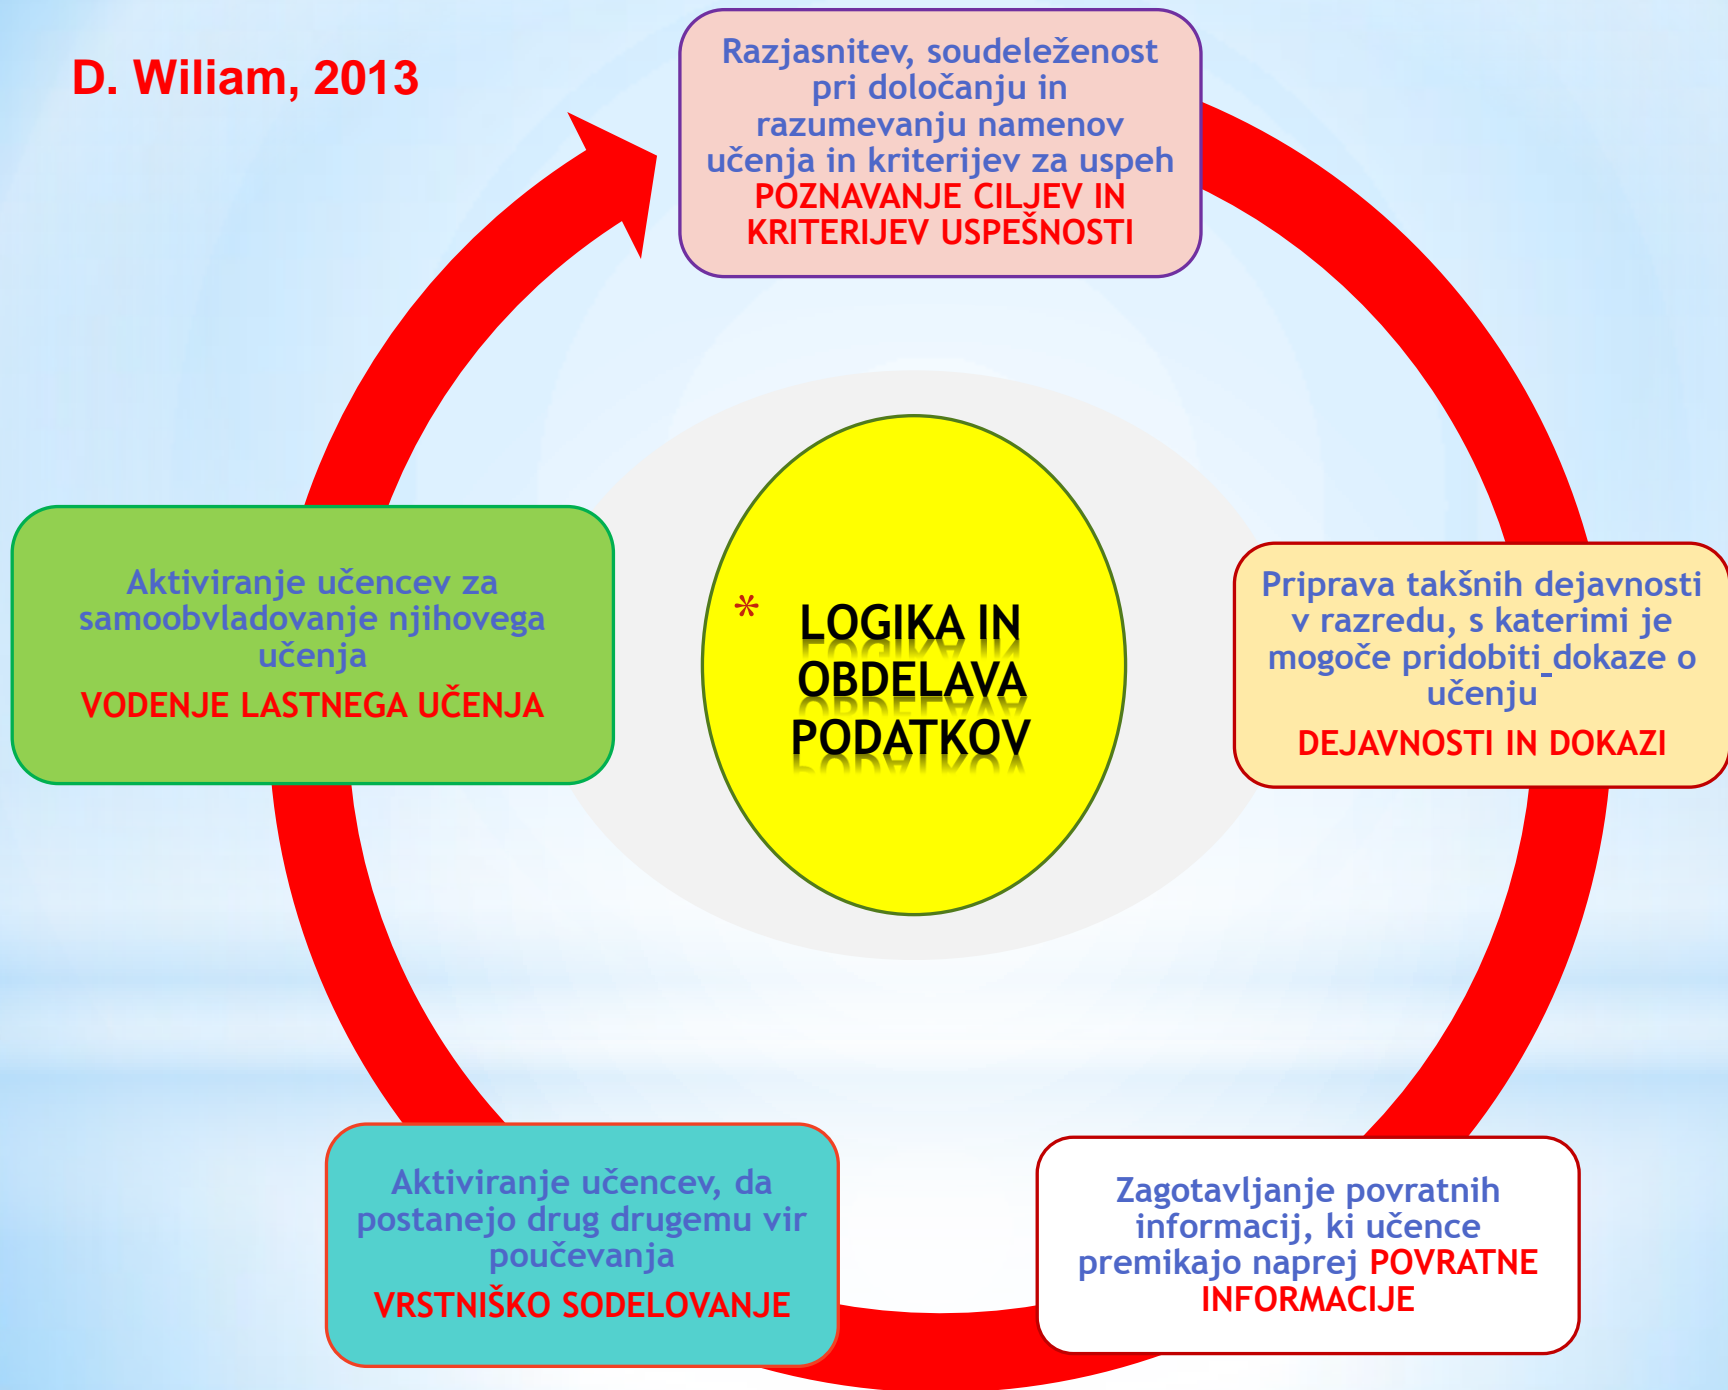 D. Wiliam, 2013
Razjasnitev, soudeleženost
pri določanju in
razumevanju namenov
učenja in kriterijev za uspeh
POZNAVANJE CILJEV IN
KRITERIJEV USPEŠNOSTI
Priprava takšnih dejavnosti
v razredu, s katerimi je
mogoče pridobiti dokaze o
učenju
DEJAVNOSTI IN DOKAZI
Zagotavljanje povratnih
informacij, ki učence
premikajo naprej POVRATNE
INFORMACIJE
Aktiviranje učencev, da
postanejo drug drugemu vir
poučevanja
VRSTNIŠKO SODELOVANJE
Aktiviranje učencev za
samoobvladovanje njihovega
učenja
VODENJE LASTNEGA UČENJA
* LOGIKA IN
OBDELAVA
PODATKOV